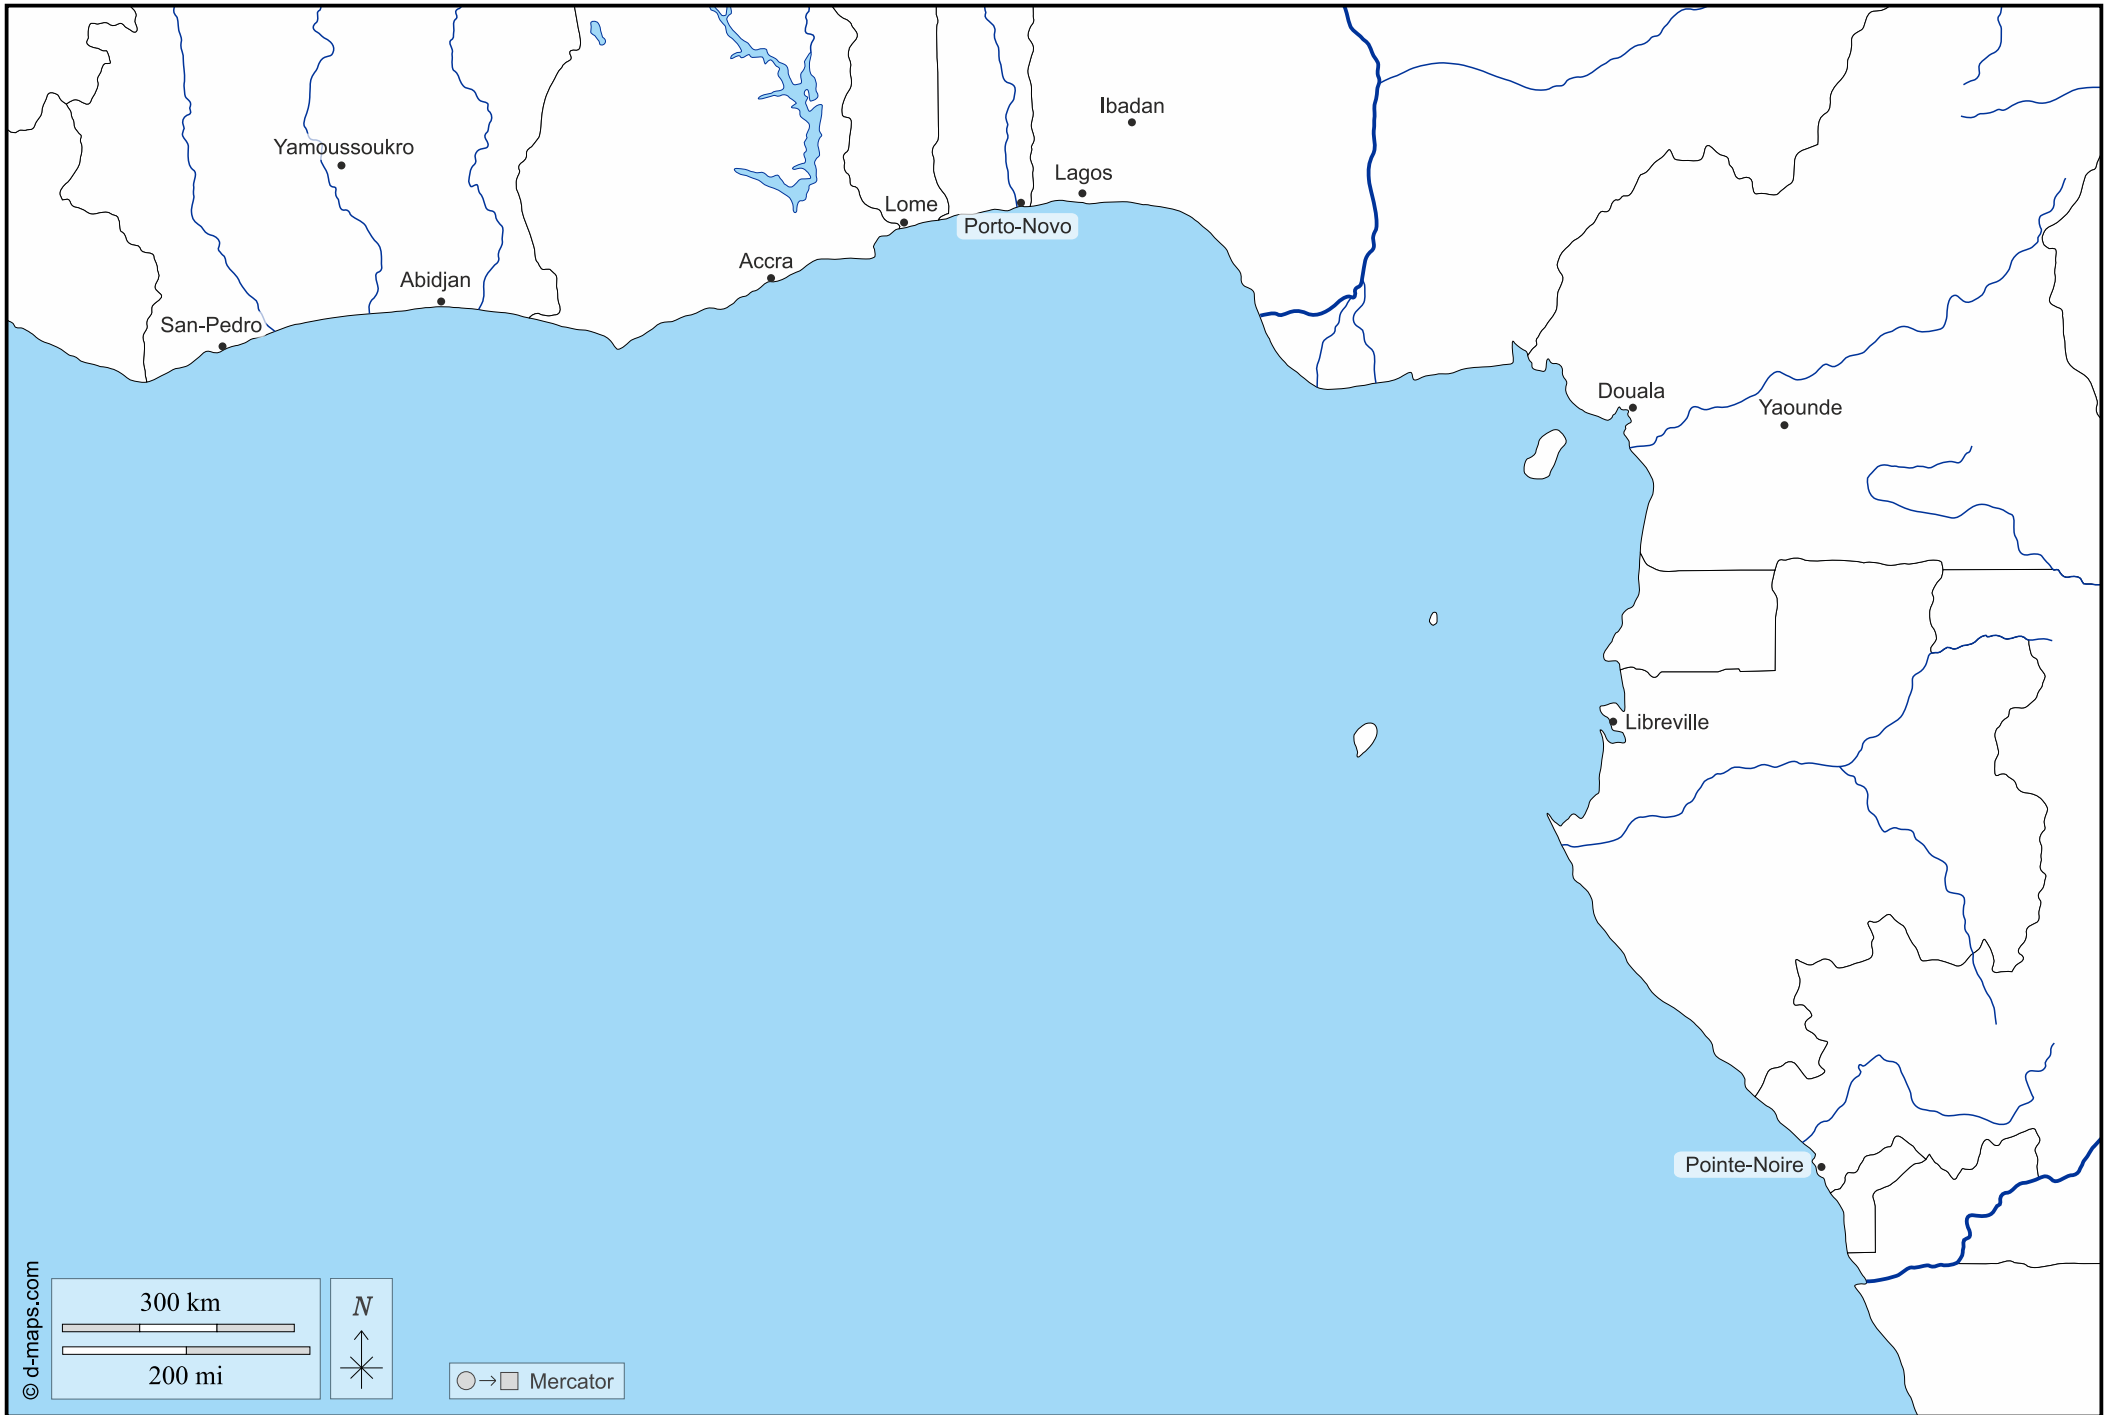 Ibadan
Yamoussoukro
Lagos
Lome
Porto-Novo
Accra
Abidjan
San-Pedro
Douala
Yaounde
Libreville
Pointe-Noire
© d-maps.com
300 km
200 mi
N
Mercator